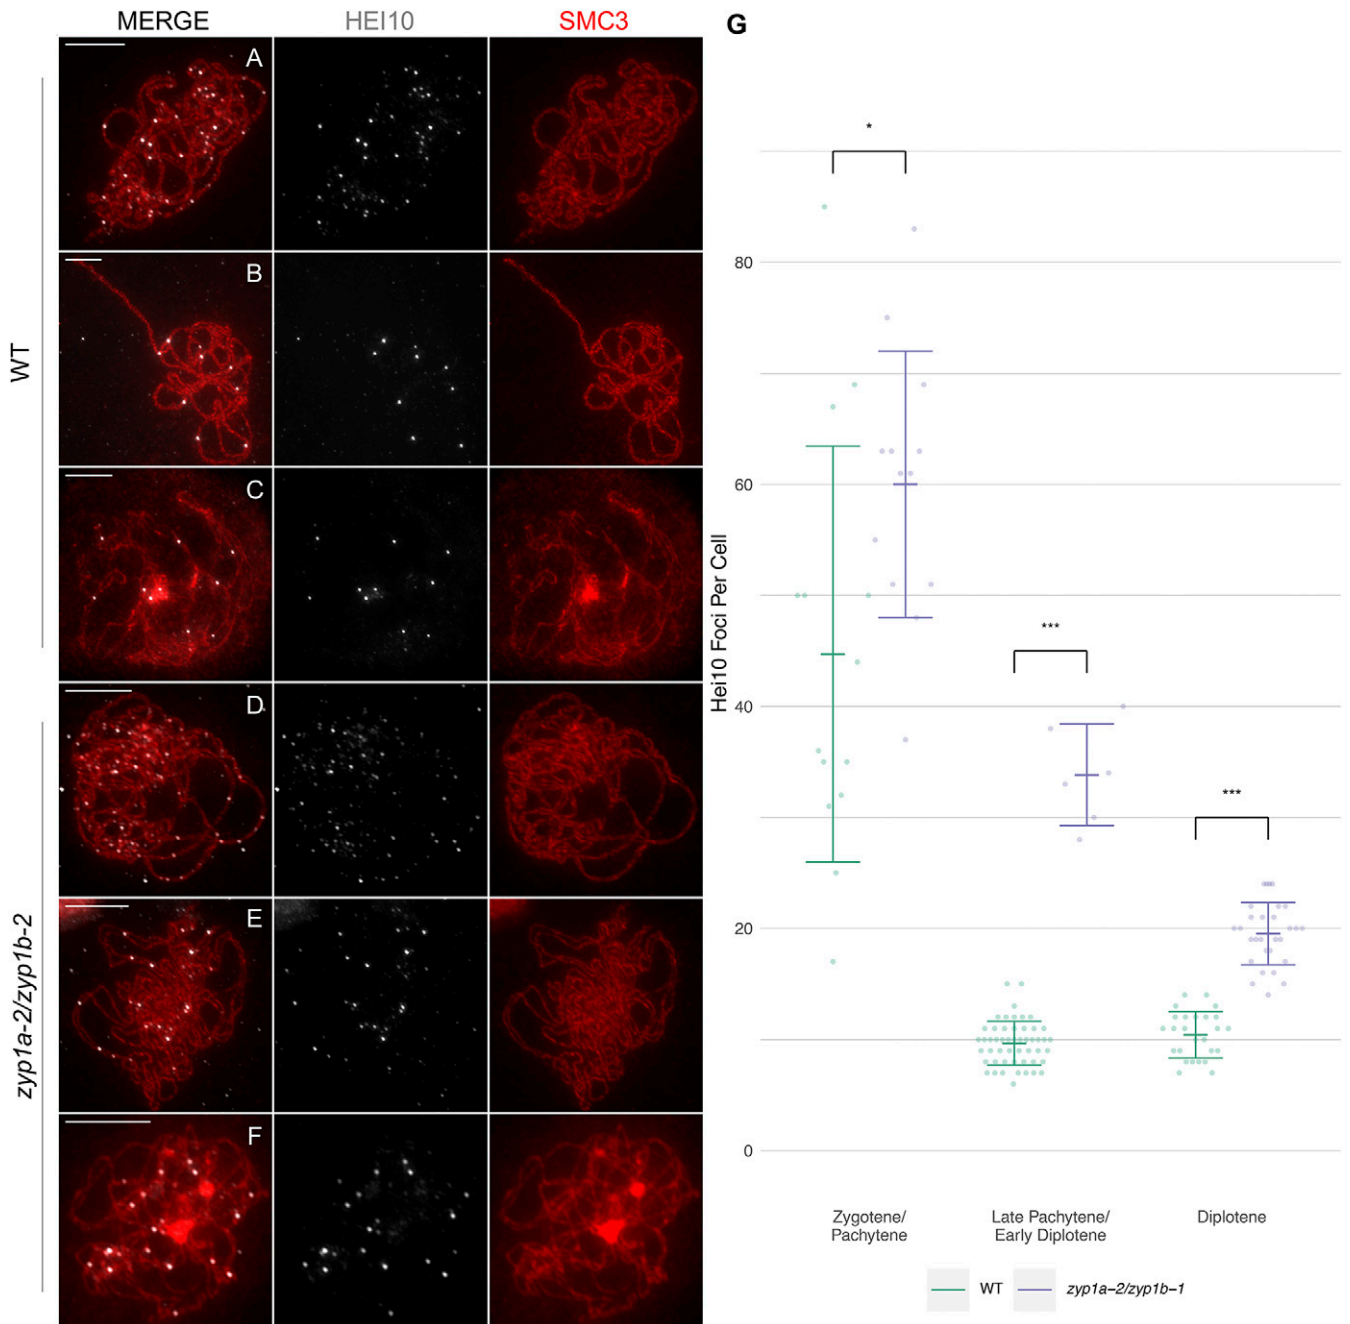 MERGE HEI10 SMC3 G
A
B
C
WT
D
E
F
zyp1a-2/zyp1b-2
*
80
***
60
***
40
20
0
Hei10 Foci Per Cell
Zygotene/
Pachytene
Late Pachytene/
Early Diplotene
Diplotene
WT zyp1a-2/zyp1b-1